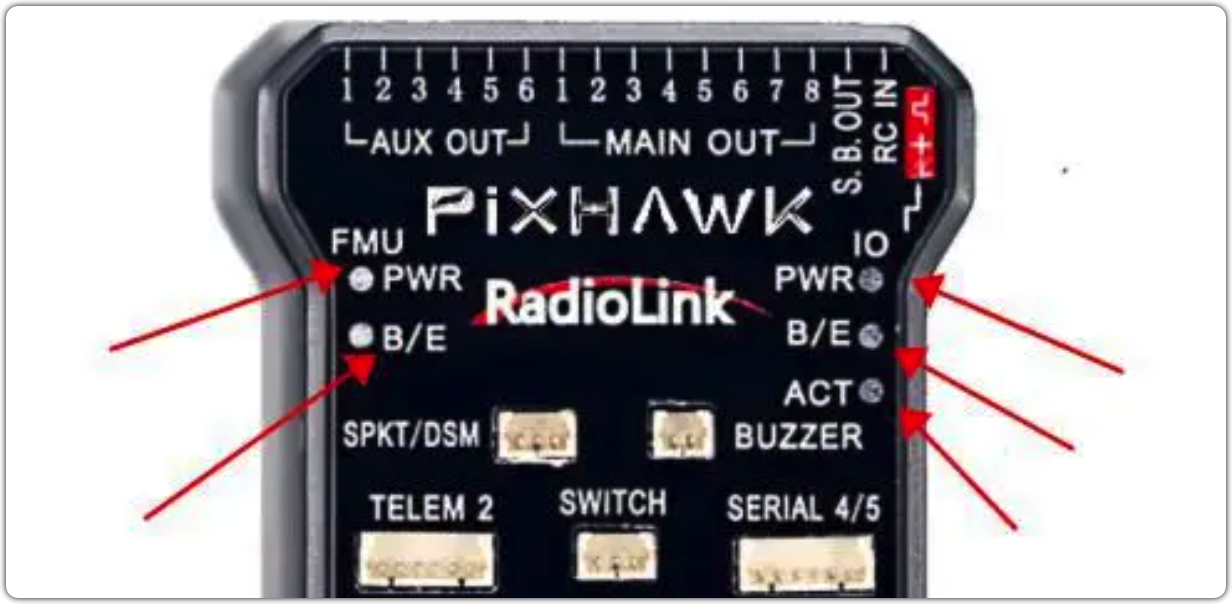 1 2 3 4 5 6 1 2 3 4 5 6 7 8
AUX OUT
MAIN OUT
S. B. OUT
RC IN
- +
PiXHAWK
FMU
IO
PWR
RadioLink
PWR
B/E
B/E
ACT
SPKT/DSM
BUZZER
TELEM 2
SWITCH
SERIAL 4/5